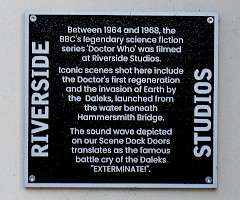 RIVERSIDE
Between 1964 and 1968, the
BBC's legendary science fiction
series 'Doctor Who' was filmed
at Riverside Studios.
Iconic scenes shot here include
the Doctor's first regeneration
and the invasion of Earth by
the Daleks, launched from
the water beneath
Hammersmith Bridge.
The sound wave depicted
on our Scene Dock Doors
translates as the famous
battle cry of the Daleks
"EXTERMINATE!".
STUDIOS